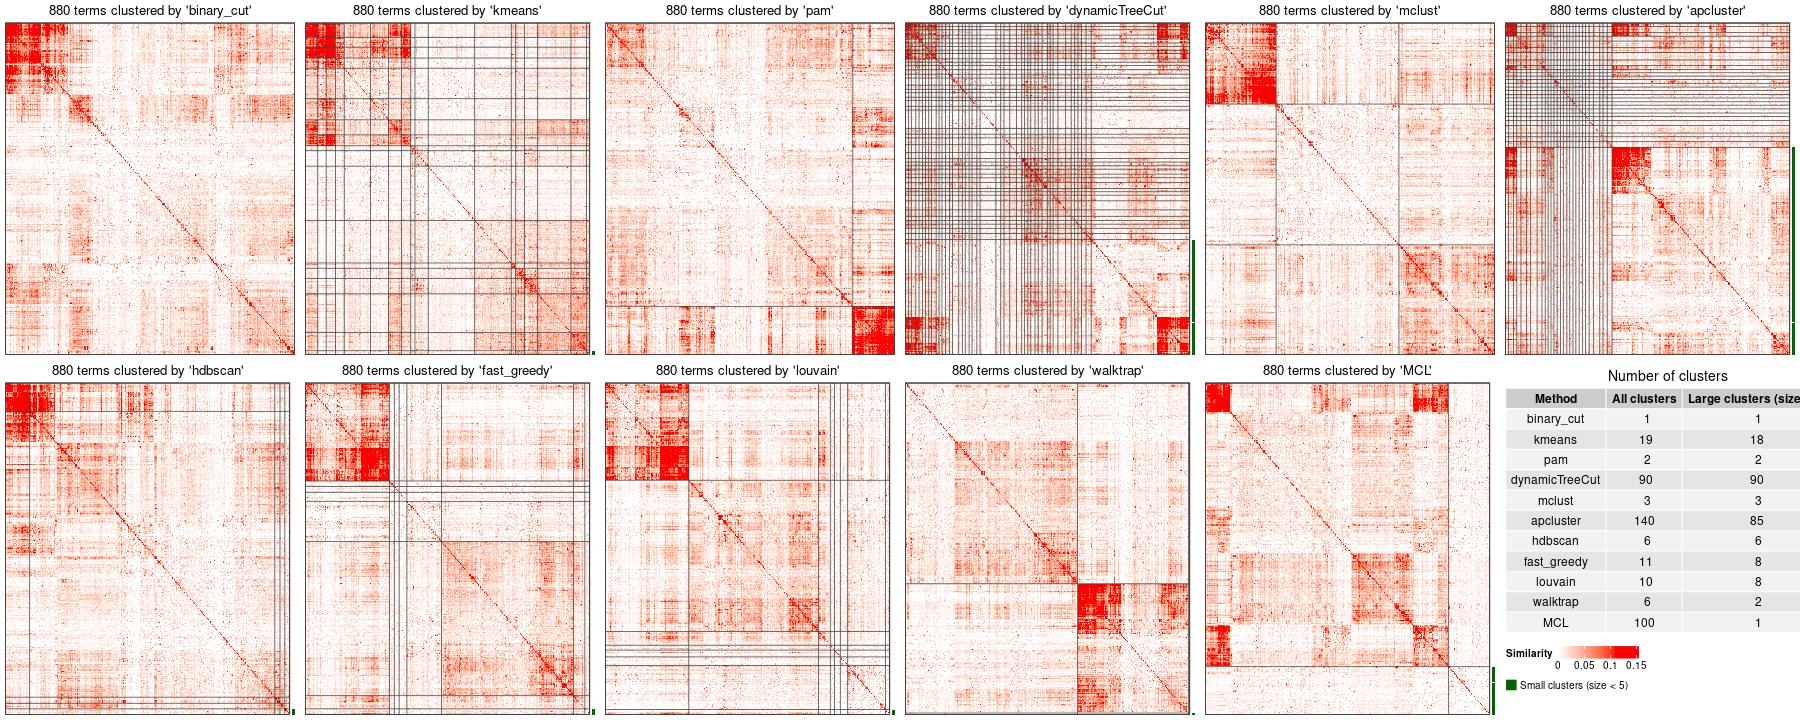 880 terms clustered by 'binary_cut'
880 terms clustered by 'kmeans'
880 terms clustered by 'pam'
880 terms clustered by 'dynamicTreeCut'
880 terms clustered by 'mclust'
880 terms clustered by 'apcluster'
880 terms clustered by 'hdbscan'
880 terms clustered by 'fast_greedy'
880 terms clustered by 'louvain'
880 terms clustered by 'walktrap'
880 terms clustered by 'MCL'
Number of clusters
Method All clusters Large clusters (size
binary_cut 1 1
kmeans 19 18
pam 2 2
dynamicTreeCut 90 90
mclust 3 3
apcluster 140 85
hdbscan 6 6
fast_greedy 11 8
louvain 10 8
walktrap 6 2
MCL 100 1
Similarity
0 0.05 0.1 0.15
Small clusters (size < 5)